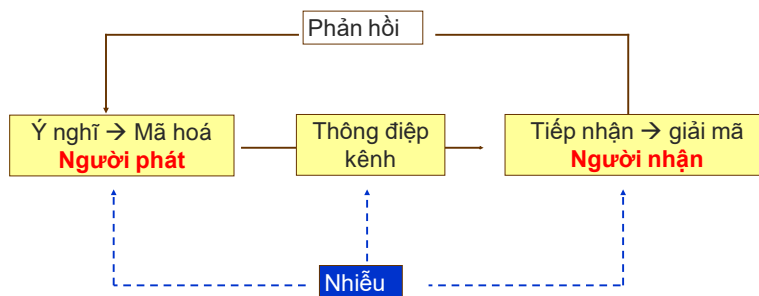 Phản hồi
Ý nghĩ → Mã hoá
Người phát
Thông điệp
kênh
Tiếp nhận → giải mã
Người nhận
Nhiễu